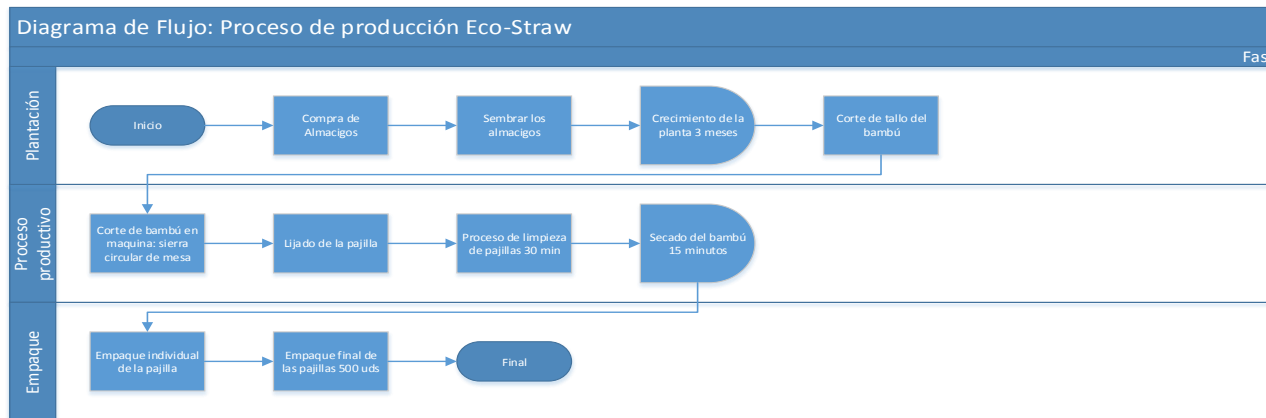 Diagrama de Flujo: Proceso de producción Eco-Straw
Fas
Plantación
Inicio
Compra de
Almacigos
Sembrar los
almacigos
Crecimiento de la
planta 3 meses
Corte de tallo del
bambú
Proceso
productivo
Corte de bambú en
maquina: sierra
circular de mesa
Lijado de la pajilla
Proceso de limpieza
de pajillas 30 min
Secado del bambú
15 minutos
Empaque
Empaque individual
de la pajilla
Empaque final de
las pajillas 500 uds
Final